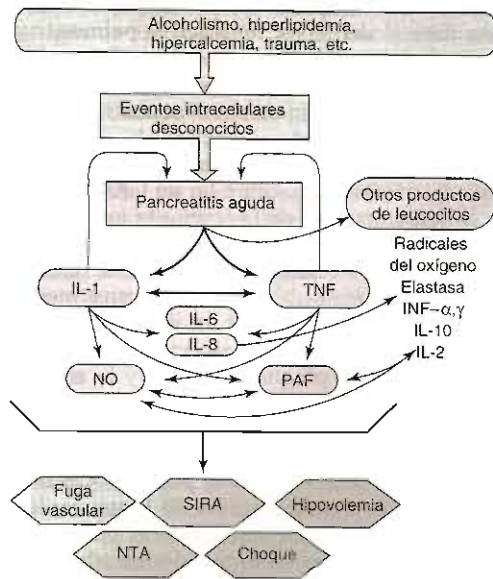 Alcoholismo, hiperlipidemia,
hipercalcemia, trauma, etc.
Eventos intracelulares
desconocidos
Pancreatitis aguda
Otros productos
de leucocitos
Radicales
del oxígeno
Elastasa
INF-α,γ
IL-10
IL-2
IL-1
TNF
IL-6
IL-8
NO
PAF
Fuga
vascular
SIRA
Hipovolemia
NTA
Choque